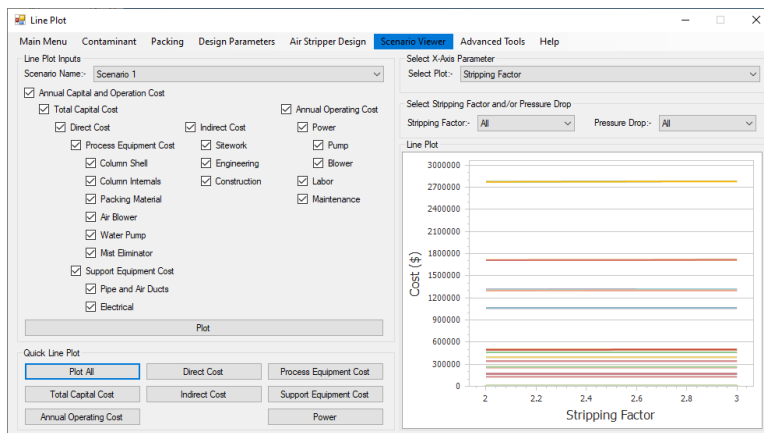 Line Plot
Main Menu Contaminant Packing Design Parameters Air Stripper Design Scenario Viewer Advanced Tools Help
Line Plot Inputs
Scenario Name:- Scenario 1
Annual Capital and Operation Cost
Total Capital Cost Annual Operating Cost
Direct Cost Indirect Cost Power
Process Equipment Cost Sitework Pump
Column Shell Engineering Blower
Column Internals Construction Labor
Packing Material Maintenance
Air Blower
Water Pump
Mist Eliminator
Support Equipment Cost
Pipe and Air Ducts
Electrical
Plot
Quick Line Plot
Plot All Direct Cost Process Equipment Cost
Total Capital Cost Indirect Cost Support Equipment Cost
Annual Operating Cost Power
Select X-Axis Parameter
Select Plot:- Stripping Factor
Select Stripping Factor and/or Pressure Drop
Stripping Factor:- All Pressure Drop:- All
Line Plot
Cost ($)
3000000
2700000
2400000
2100000
1800000
1500000
1200000
900000
600000
300000
0
2 2.2 2.4 2.6 2.8 3
Stripping Factor